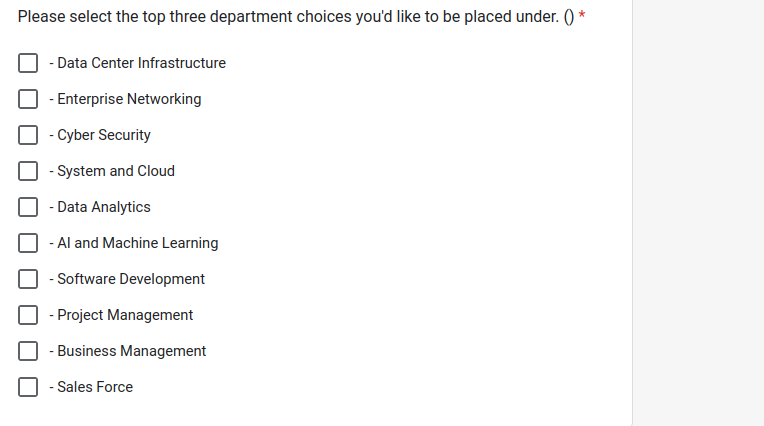 Please select the top three department choices you'd like to be placed under. () *
- Data Center Infrastructure
- Enterprise Networking
- Cyber Security
- System and Cloud
- Data Analytics
- AI and Machine Learning
- Software Development
- Project Management
- Business Management
- Sales Force